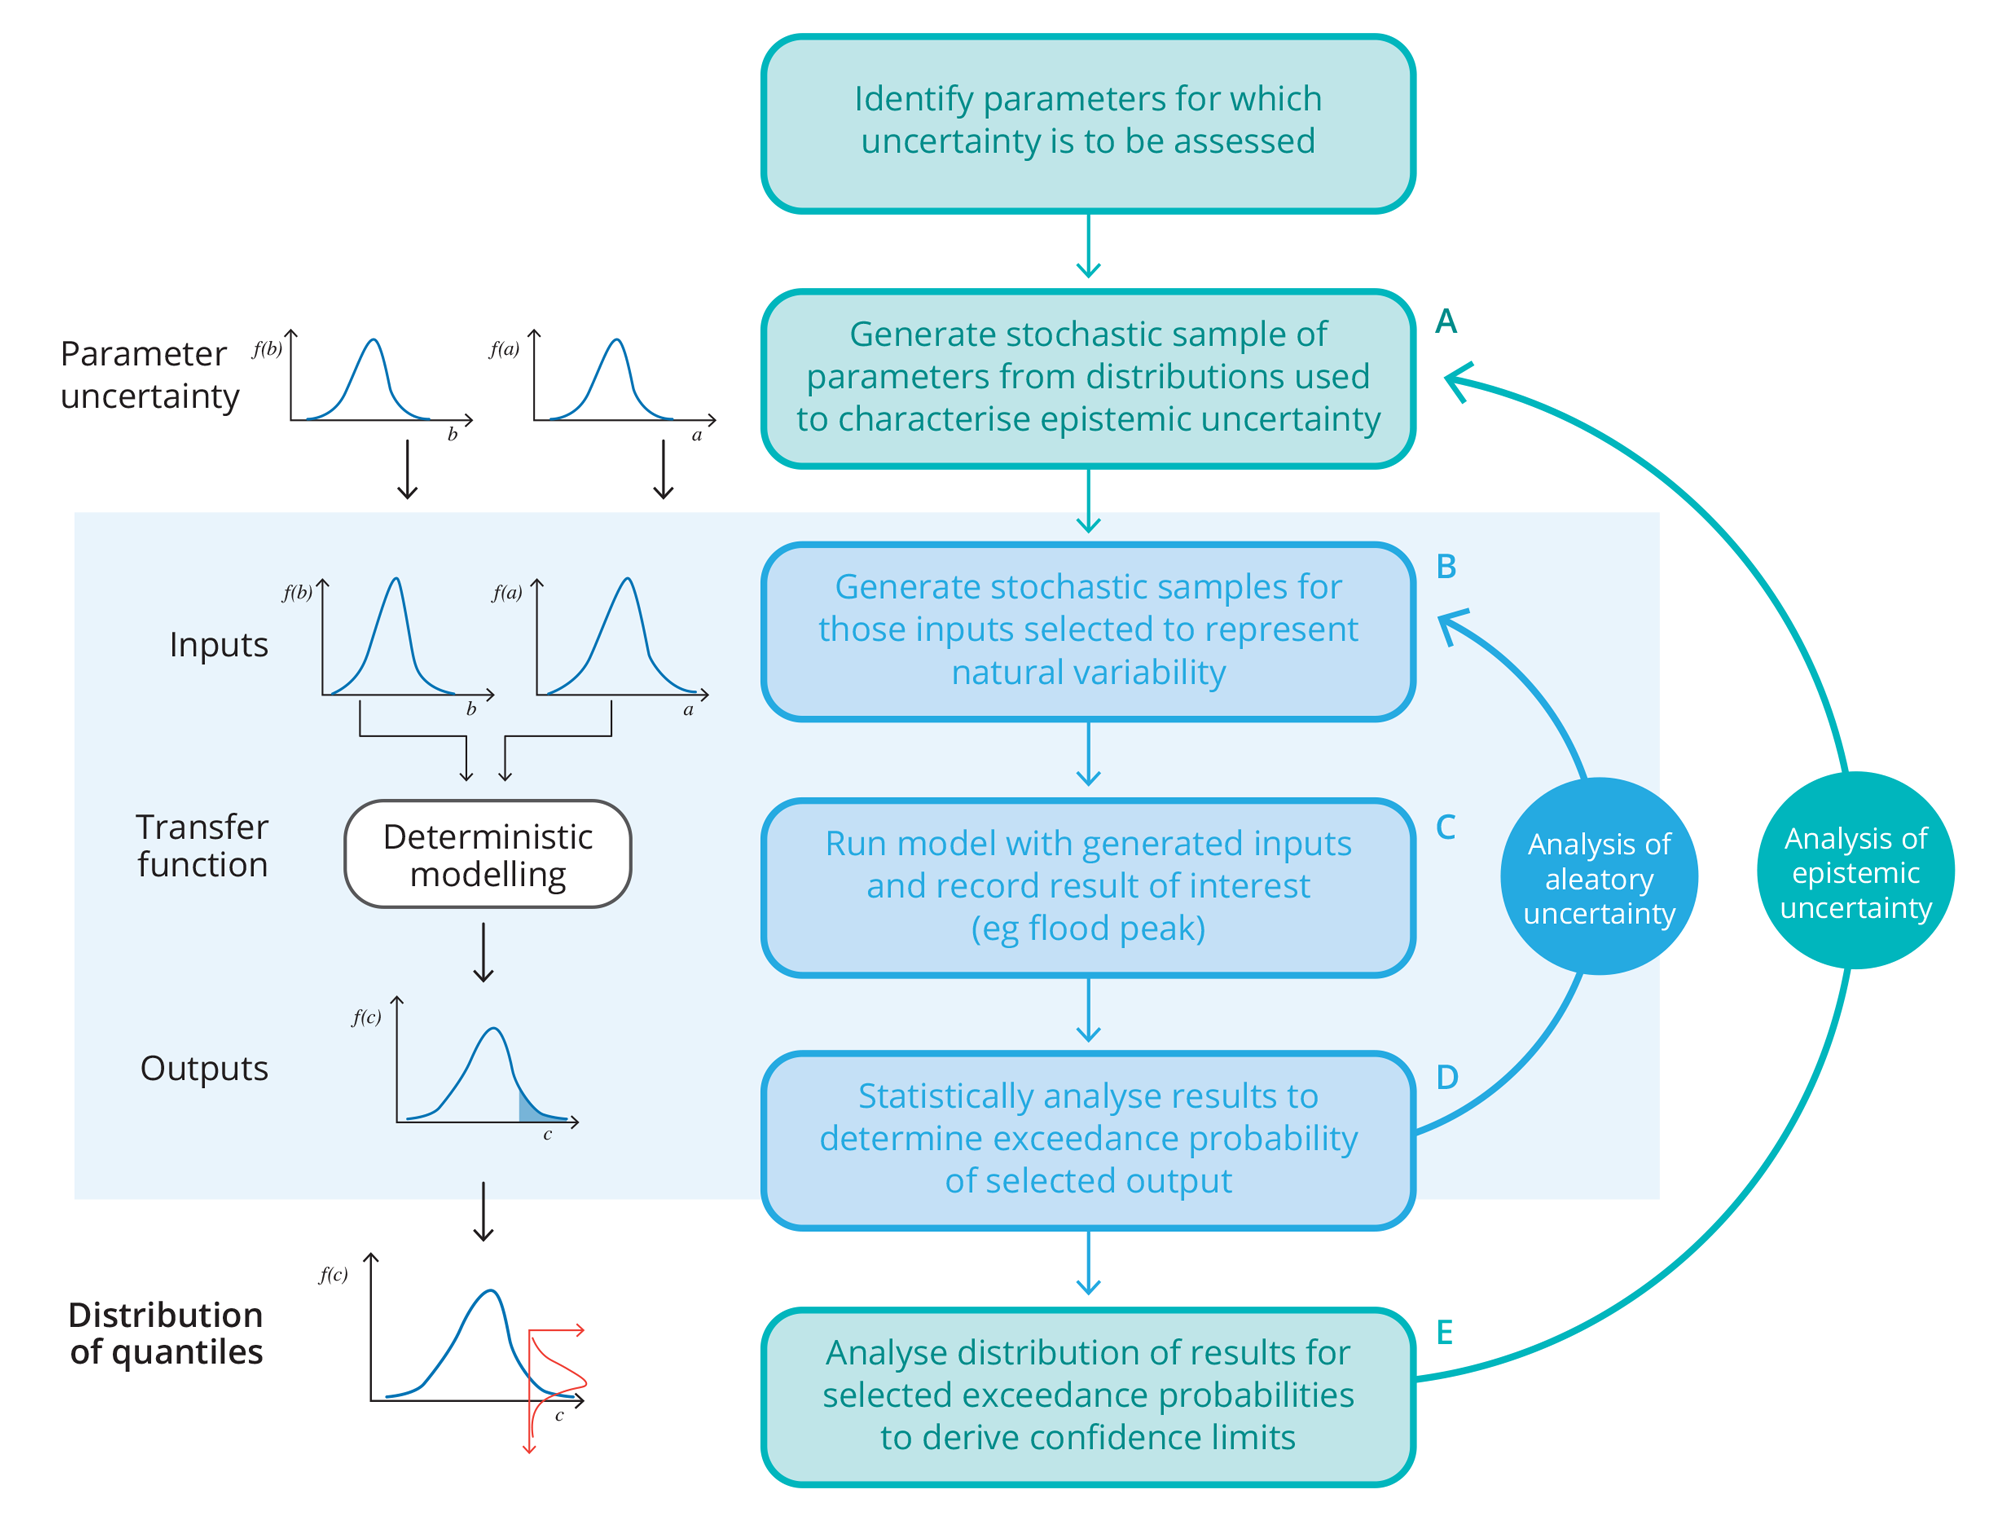 Identify parameters for which
uncertainty is to be assessed
Parameter
uncertainty
f(b)
b
f(a)
a
Generate stochastic sample of
parameters from distributions used
to characterise epistemic uncertainty
A
Inputs
f(b)
b
f(a)
a
Generate stochastic samples for
those inputs selected to represent
natural variability
B
Transfer
function
Deterministic
modelling
Run model with generated inputs
and record result of interest
(eg flood peak)
C
Analysis of
aleatory
uncertainty
Analysis of
epistemic
uncertainty
Outputs
f(c)
c
Statistically analyse results to
determine exceedance probability
of selected output
D
Distribution
of quantiles
f(c)
c
Analyse distribution of results for
selected exceedance probabilities
to derive confidence limits
E